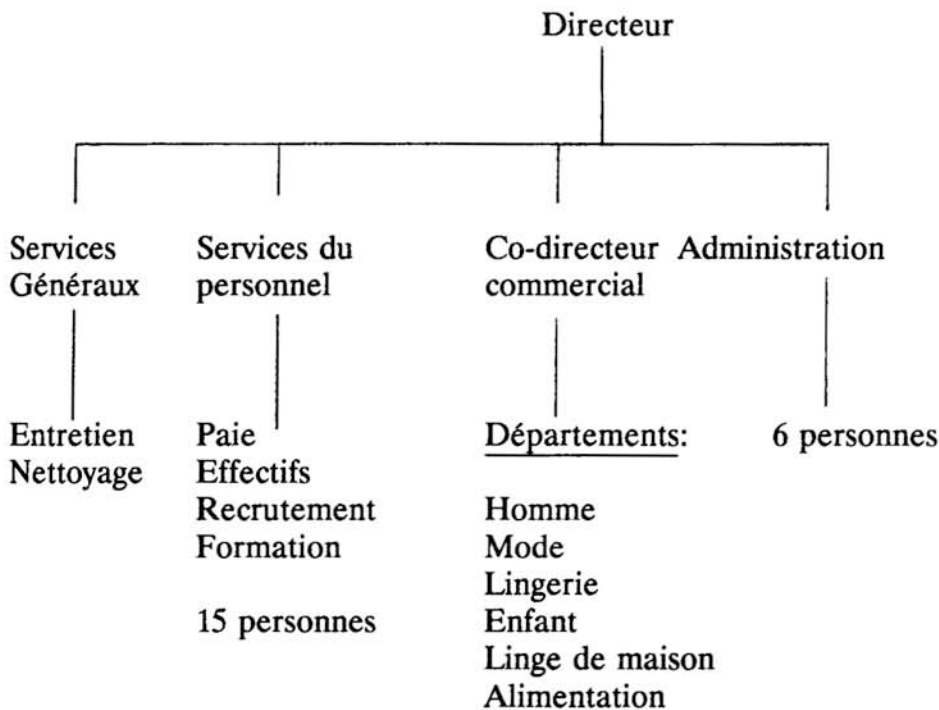 Directeur
Services
Généraux
Services du
personnel
Co-directeur
commercial
Administration
Entretien
Nettoyage
Paie
Effectifs
Recrutement
Formation
15 personnes
Départements:
Homme
Mode
Lingerie
Enfant
Linge de maison
Alimentation
6 personnes